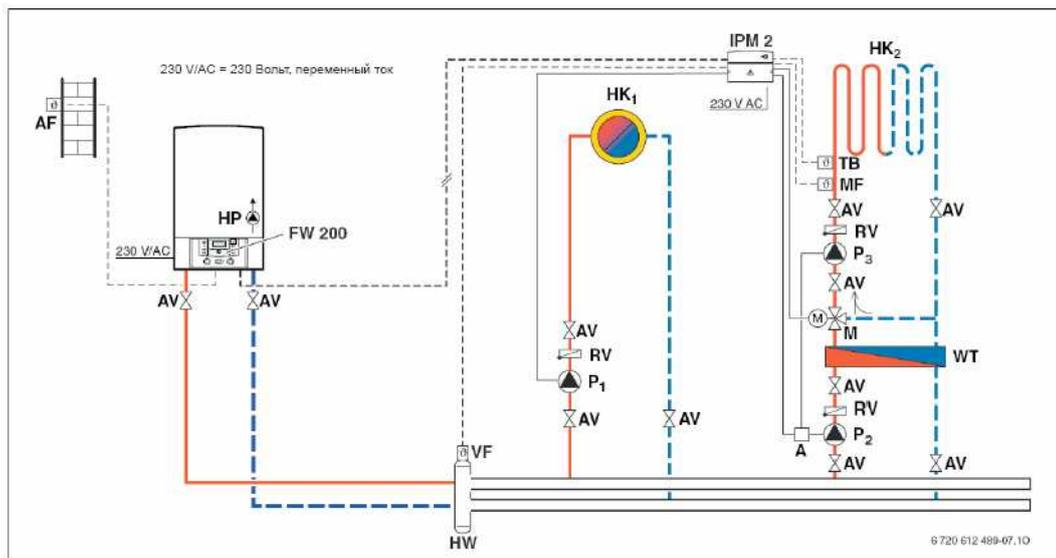 IPM 2
HK2
230 V/AC = 230 Вольт, переменный ток
HK1
230 V AC
AF
TB
MF
HP
AV
AV
RV
FW 200
P3
230 V/AC
AV
AV
AV
M
M
AV
RV
WT
P1
AV
RV
AV
AV
A
P2
VF
AV
AV
HW
6 720 612 489-07.1O